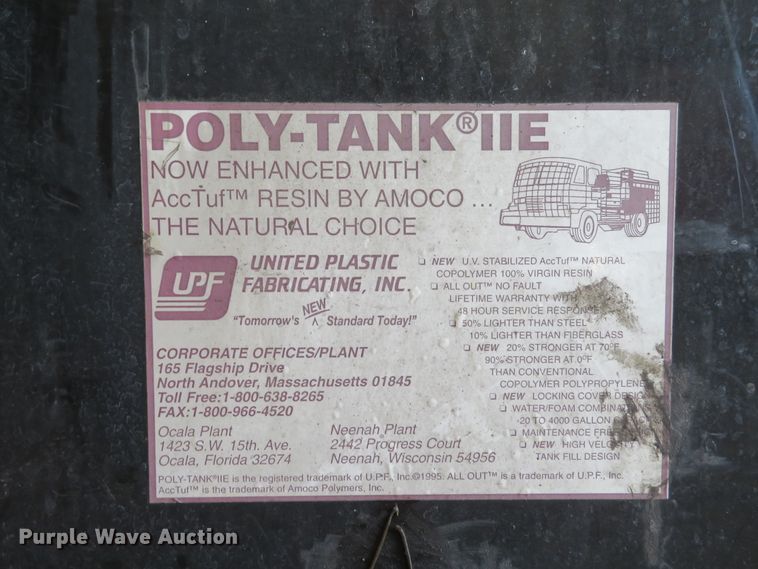 POLY-TANK®IIE
NOW ENHANCED WITH
AccTuf™ RESIN BY AMOCO ...
THE NATURAL CHOICE
UPF
UNITED PLASTIC
FABRICATING, INC.
NEW
"Tomorrow's ^ Standard Today!"
CORPORATE OFFICES/PLANT
165 Flagship Drive
North Andover, Massachusetts 01845
Toll Free:1-800-638-8265
FAX:1-800-966-4520
Ocala Plant
1423 S.W. 15th. Ave.
Ocala, Florida 32674
Neenah Plant
2442 Progress Court
Neenah, Wisconsin 54956
❑ NEW U.V. STABILIZED AccTuf™ NATURAL
COPOLYMER 100% VIRGIN RESIN
❑ ALL OUT™ NO FAULT
LIFETIME WARRANTY WITH
48 HOUR SERVICE RESPONSE
❑ 50% LIGHTER THAN STEEL
10% LIGHTER THAN FIBERGLASS
❑ NEW 20% STRONGER AT 70°F
90% STRONGER AT 0°F
THAN CONVENTIONAL
COPOLYMER POLYPROPYLENE
❑ NEW LOCKING COVER DESIGN
❑ WATER/FOAM COMBINATIONS
-20 TO 4000 GALLON
❑ MAINTENANCE FREE
❑ NEW HIGH VELOCITY
TANK FILL DESIGN
POLY-TANK®IIE is the registered trademark of U.P.F., Inc.©1995. ALL OUT™ is a trademark of U.P.F., Inc.
AccTuf™ is the trademark of Amoco Polymers, Inc.
Purple Wave Auction